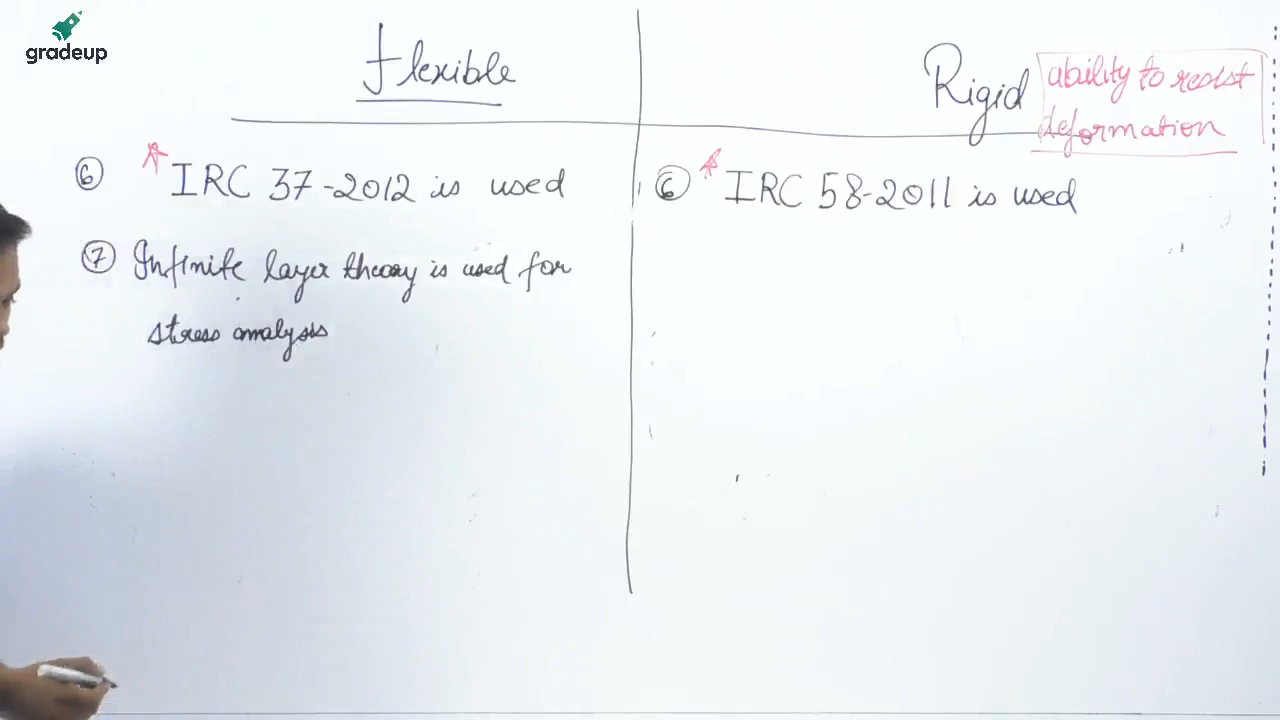 gradeup
Flexible
Rigid
ability to resist
deformation
6 IRC 37-2012 is used
6 IRC 58-2011 is used
7 Infinite layer theory is used for
stress analysis